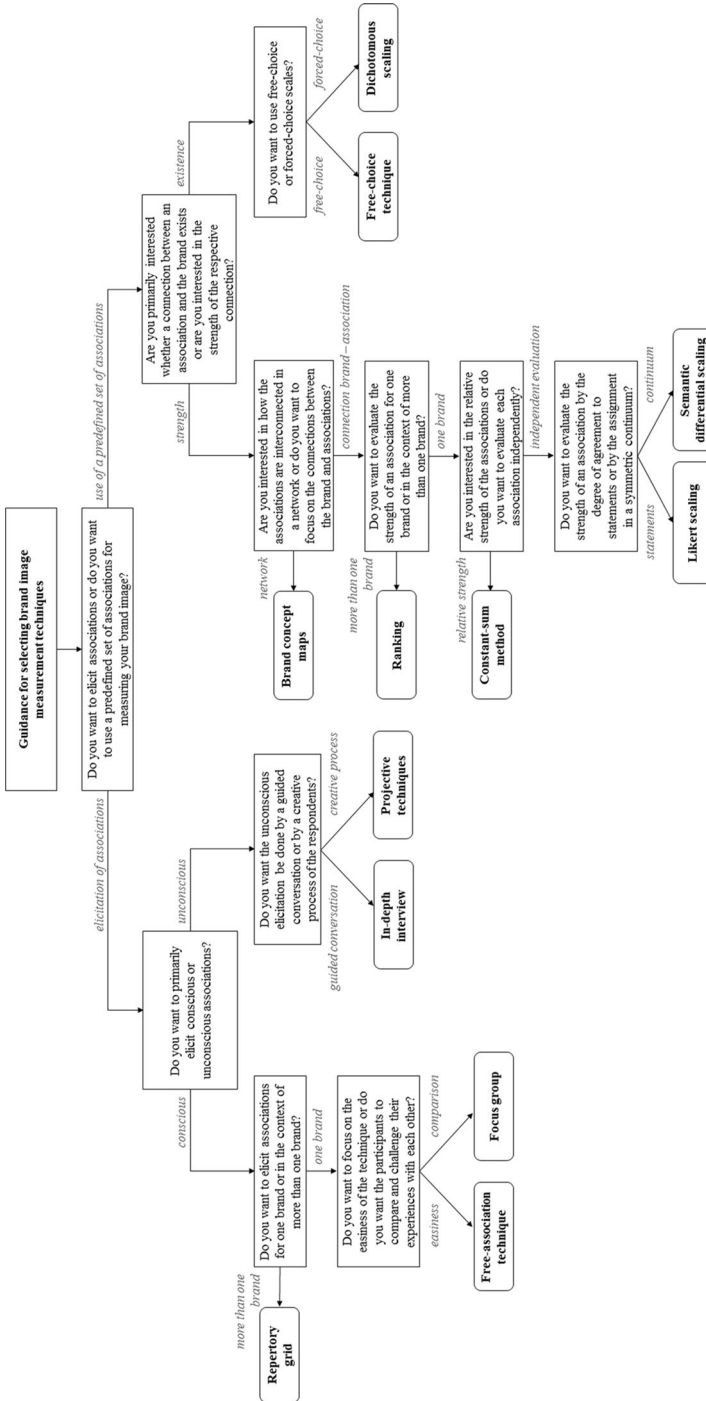 Guidance for selecting brand image
measurement techniques
Do you want to elicit associations or do you want
to use a predefined set of associations for
measuring your brand image?
elicitation of associations
use of a predefined set of associations
Do you want to primarily
elicit conscious or
unconscious associations?
conscious
unconscious
Do you want to elicit associations
for one brand or in the context of
more than one brand?
more than one
brand
one brand
Repertory
grid
Do you want to focus on the
easiness of the technique or do
you want the participants to
compare and challenge their
experiences with each other?
easiness
comparison
Free-association
technique
Focus group
Do you want the unconscious
elicitation be done by a guided
conversation or by a creative
process of the respondents?
guided conversation
creative process
In-depth
interview
Projective
techniques
Are you primarily interested
whether a connection between an
association and the brand exists
or are you interested in the
strength of the respective
connection?
strength
existence
Are you interested in how the
associations are interconnected in
a network or do you want to
focus on the connections between
the brand and associations?
network
connection brand – association
Brand concept
maps
Do you want to evaluate the
strength of an association for one
brand or in the context of more
than one brand?
more than one
brand
one brand
Ranking
Are you interested in the relative
strength of the associations or do
you want to evaluate each
association independently?
relative strength
independent evaluation
Constant-sum
method
Do you want to evaluate the
strength of an association by the
degree of agreement to
statements or by the assignment
in a symmetric continuum?
statements
continuum
Likert scaling
Semantic
differential scaling
Do you want to use free-choice
or forced-choice scales?
free-choice
forced-choice
Free-choice
technique
Dichotomous
scaling